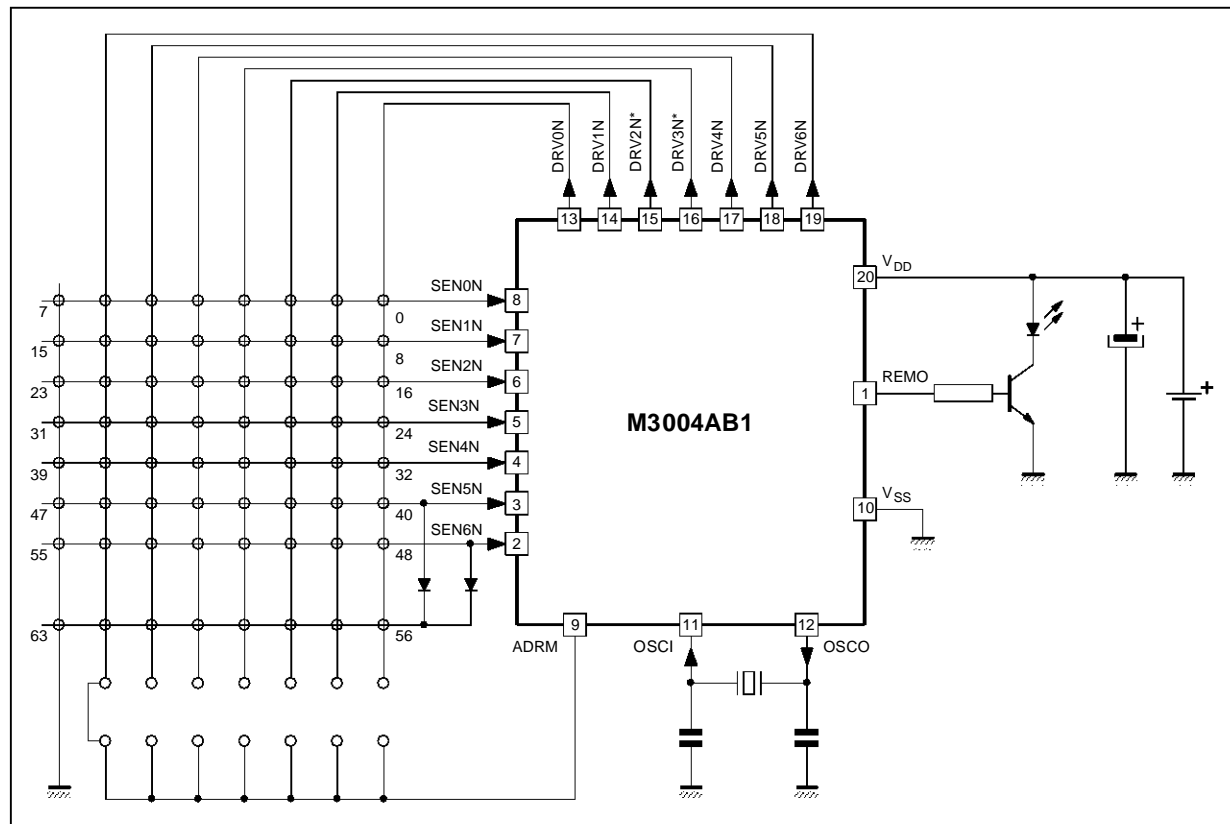 DRV0N
DRV1N
DRV2N*
DRV3N*
DRV4N
DRV5N
DRV6N
13 14 15 16 17 18 19
20 VDD
7 0 SEN0N 8
15 8 SEN1N 7
23 16 SEN2N 6
1 REMO
31 24 SEN3N 5
M3004AB1
39 32 SEN4N 4
47 40 SEN5N 3
10 VSS
55 48 SEN6N 2
63 56
ADRM 9
OSCI 11
12 OSCO
+
+